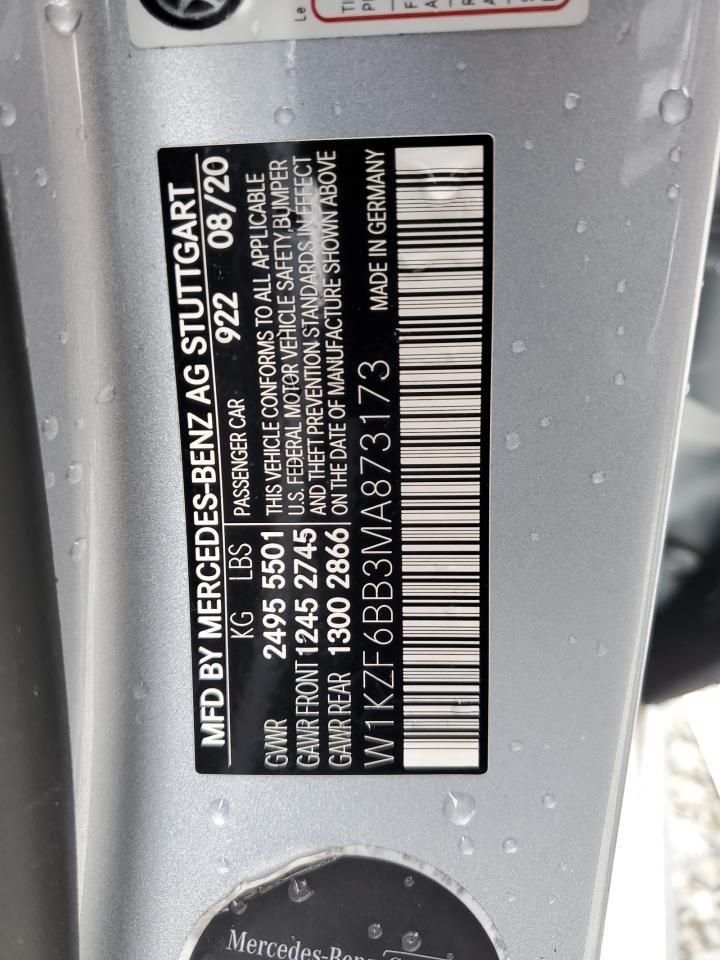 MFD BY MERCEDES-BENZ AG STUTTGART
KG LBS PASSENGER CAR 922 08/20
GVWR 2495 5501 THIS VEHICLE CONFORMS TO ALL APPLICABLE
GAWR FRONT 1245 2745 U.S. FEDERAL MOTOR VEHICLE SAFETY, BUMPER
AND THEFT PREVENTION STANDARDS IN EFFECT
GAWR REAR 1300 2866 ON THE DATE OF MANUFACTURE SHOWN ABOVE
W1KZF6BB3MA873173 MADE IN GERMANY
Mercedes-Benz
Le